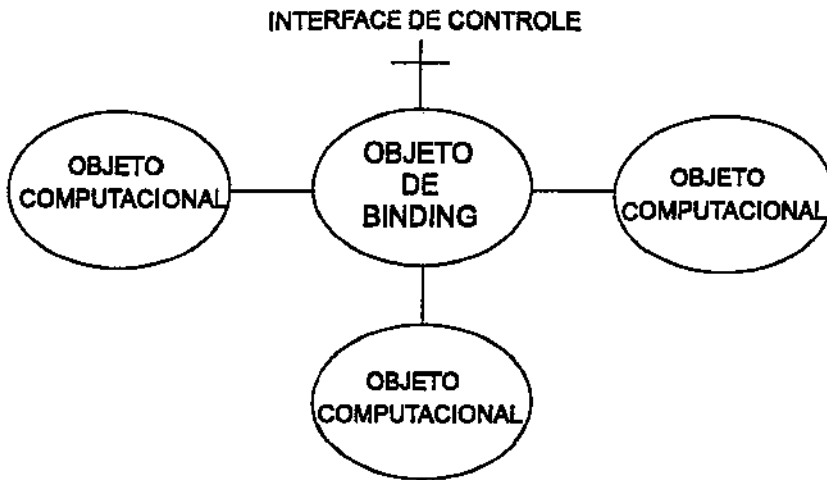 INTERFACE DE CONTROLE
OBJETO
COMPUTACIONAL
OBJETO
DE
BINDING
OBJETO
COMPUTACIONAL
OBJETO
COMPUTACIONAL